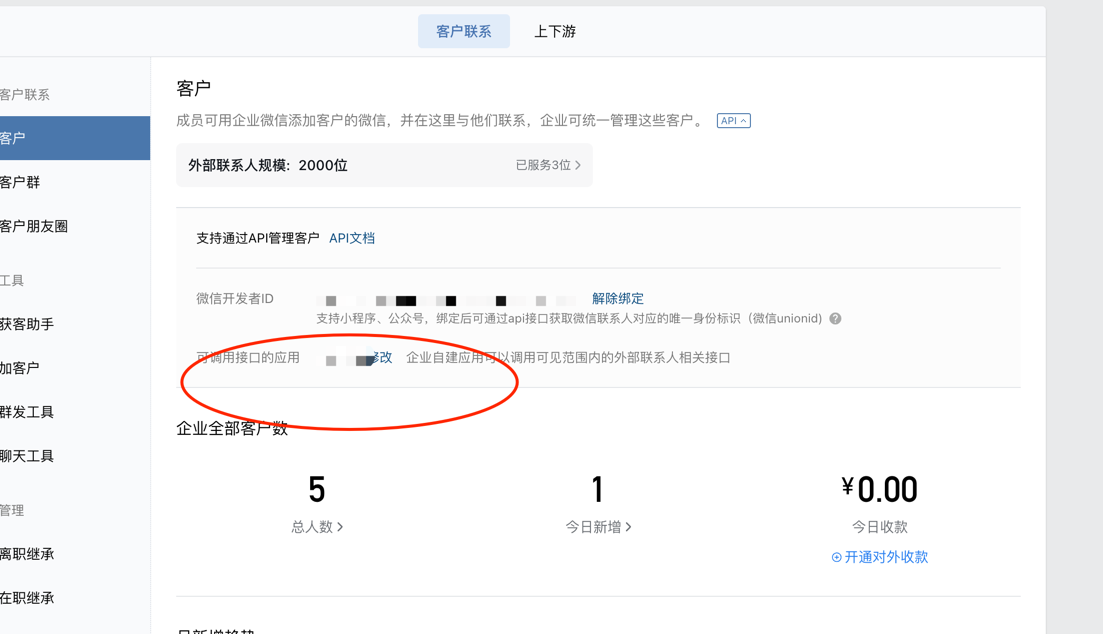 客户联系 上下游
客户联系
客户
客户群
客户朋友圈
工具
获客助手
加客户
群发工具
聊天工具
管理
离职继承
在职继承
客户
成员可用企业微信添加客户的微信，并在这里与他们联系，企业可统一管理这些客户。 API
外部联系人规模: 2000位 已服务3位
支持通过API管理客户 API文档
微信开发者ID 解除绑定
支持小程序、公众号，绑定后可通过api接口获取微信联系人对应的唯一身份标识（微信unionid） ?
可调用接口的应用 修改 企业自建应用可以调用可见范围内的外部联系人相关接口
企业全部客户数
5 1 ¥0.00
总人数 今日新增 今日收款
开通对外收款